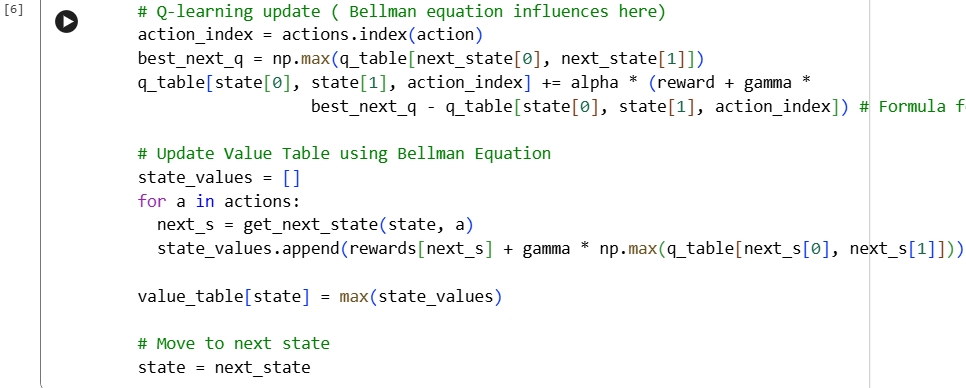 [6]
# Q-learning update ( Bellman equation influences here)
action_index = actions.index(action)
best_next_q = np.max(q_table[next_state[0], next_state[1]])
q_table[state[0], state[1], action_index] += alpha * (reward + gamma *
best_next_q - q_table[state[0], state[1], action_index]) # Formula
# Update Value Table using Bellman Equation
state_values = []
for a in actions:
next_s = get_next_state(state, a)
state_values.append(rewards[next_s] + gamma * np.max(q_table[next_s[0], next_s[1]]))
value_table[state] = max(state_values)
# Move to next state
state = next_state